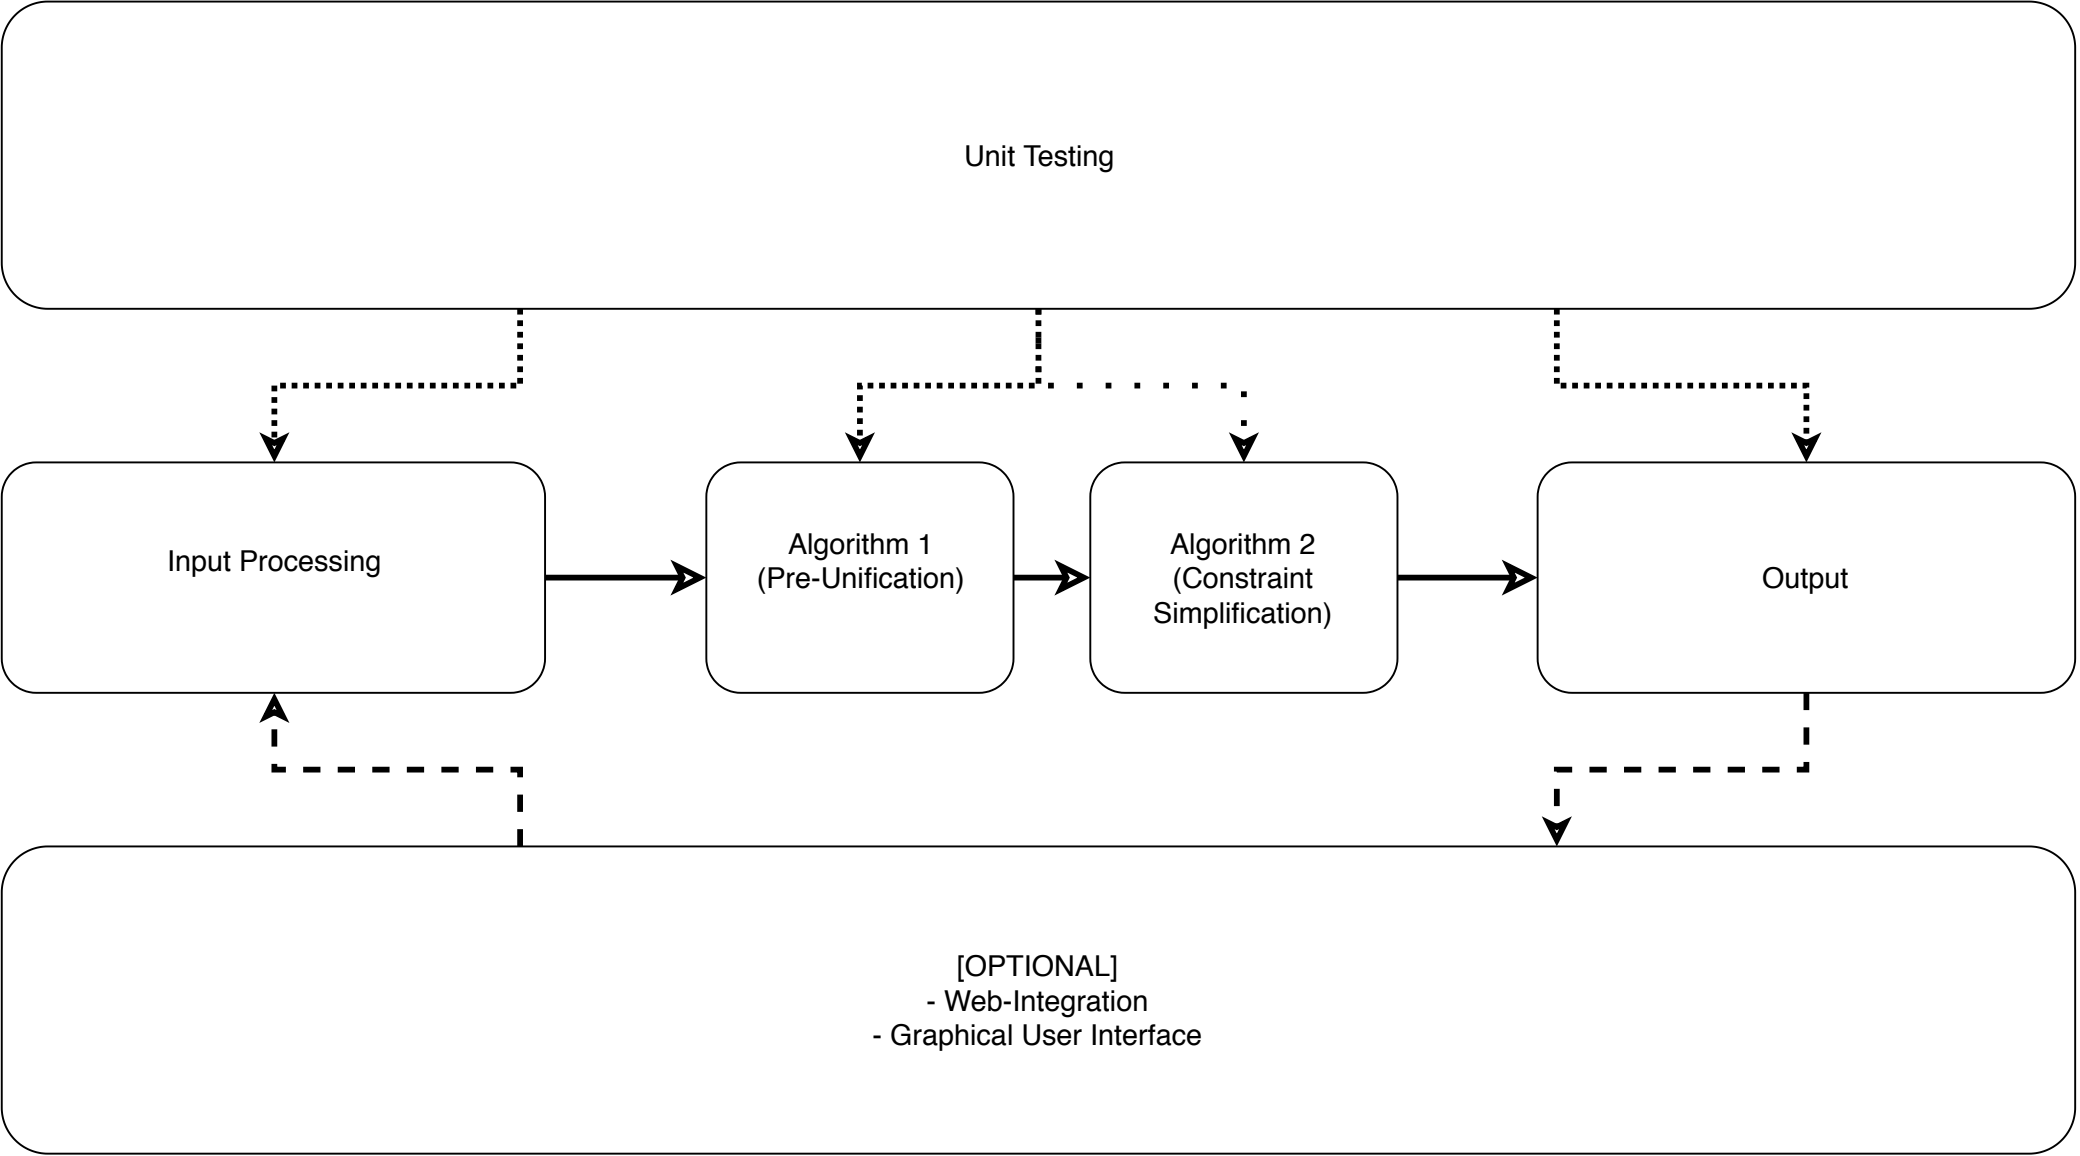 Unit Testing
Input Processing
Algorithm 1
(Pre-Unification)
Algorithm 2
(Constraint
Simplification)
Output
[OPTIONAL]
- Web-Integration
- Graphical User Interface